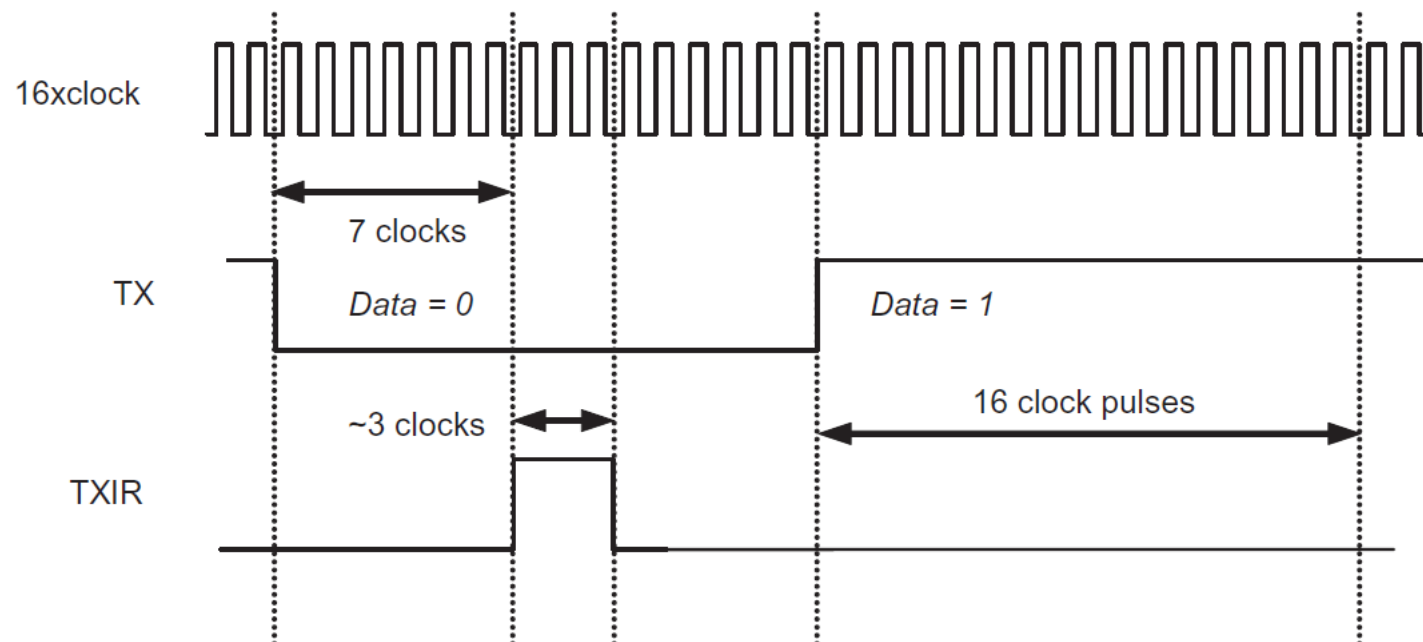 16xclock
7 clocks
TX
Data = 0
Data = 1
~3 clocks
16 clock pulses
TXIR